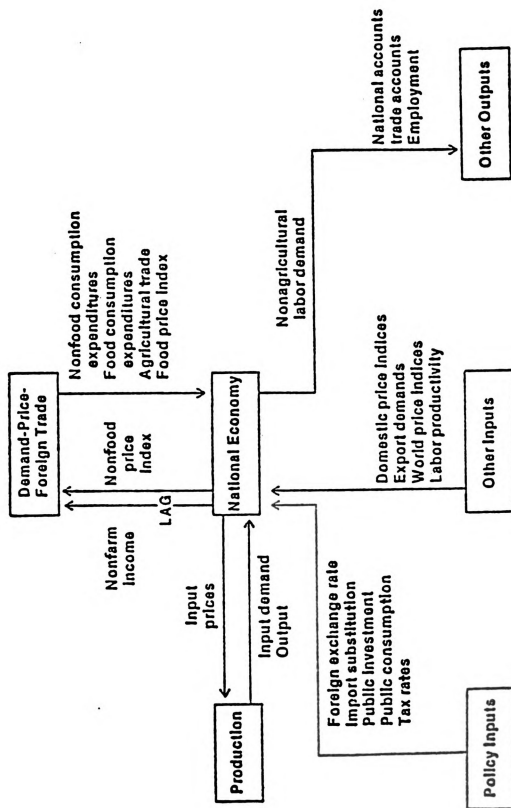 Demand-Price-
Foreign Trade
Nonfood consumption
expenditures
Food consumption
expenditures
Agricultural trade
Food price index
Nonfood
price
index
Nonfarm
income
LAG
National Economy
Input
prices
Input demand
Output
Production
Nonagricultural
labor demand
National accounts
trade accounts
Employment
Other Outputs
Domestic price indices
Export demands
World price indices
Labor productivity
Other Inputs
Foreign exchange rate
Import substitution
Public investment
Public consumption
Tax rates
Policy Inputs